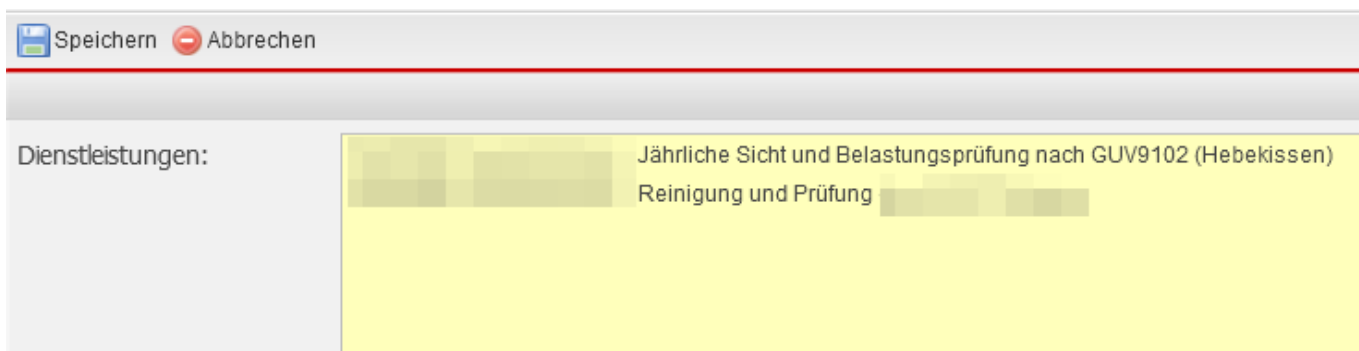 Speichern Abbrechen
Dienstleistungen:
Jährliche Sicht und Belastungsprüfung nach GUV9102 (Hebekissen)
Reinigung und Prüfung